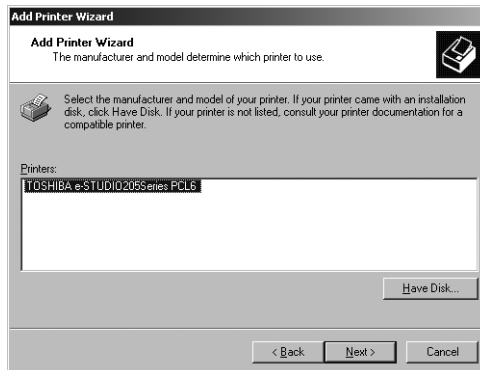 Add Printer Wizard
Add Printer Wizard
The manufacturer and model determine which printer to use.
Select the manufacturer and model of your printer. If your printer came with an installation
disk, click Have Disk. If your printer is not listed, consult your printer documentation for a
compatible printer.
Printers:
TOSHIBA e-STUDIO205Series PCL6
Have Disk...
< Back
Next >
Cancel